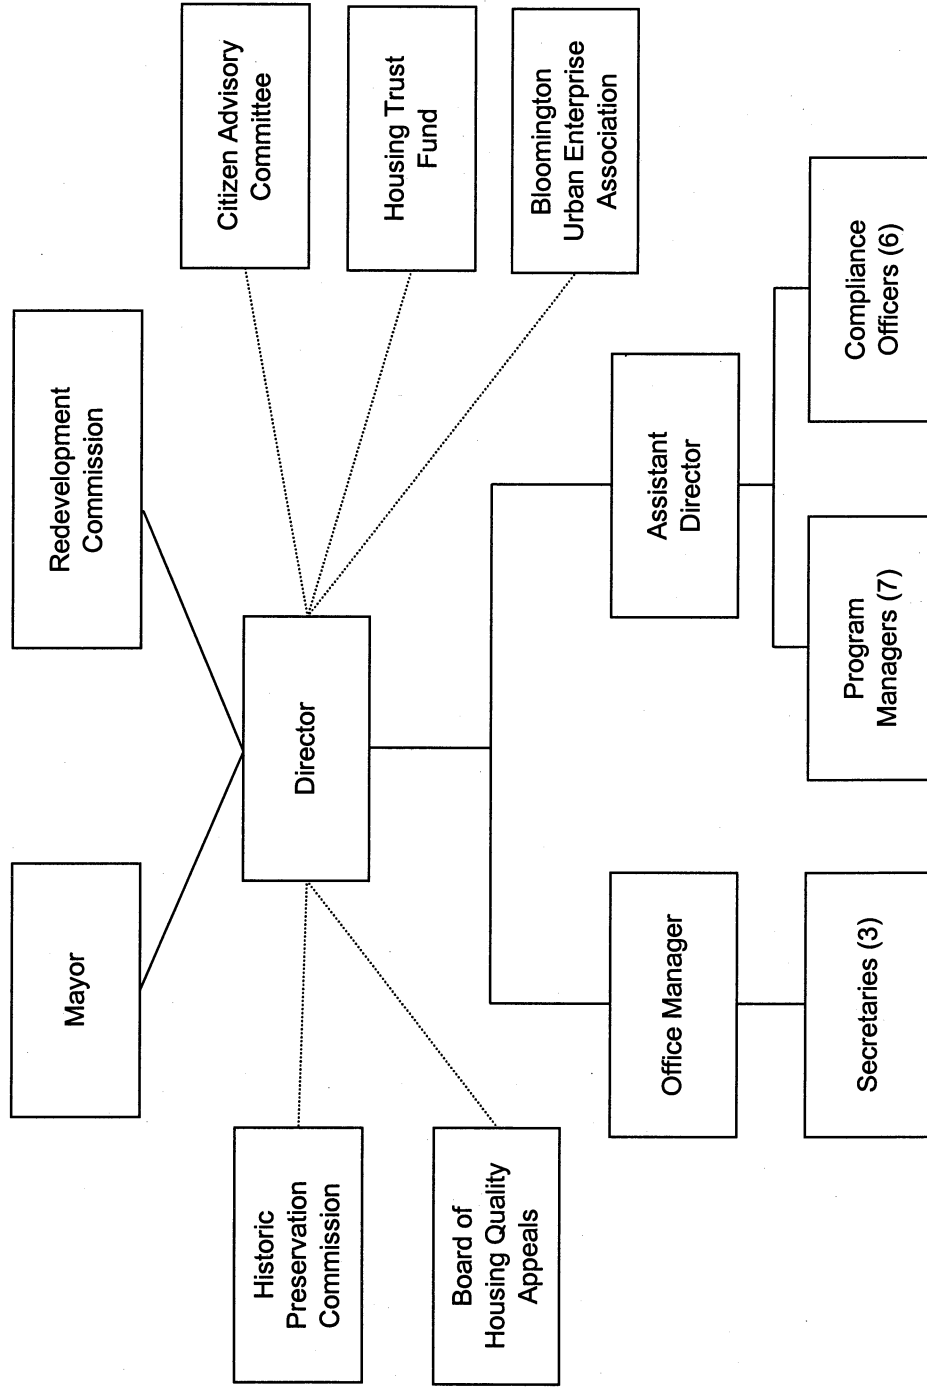 Mayor
Redevelopment
Commission
Historic
Preservation
Commission
Director
Citizen Advisory
Committee
Board of
Housing Quality
Appeals
Housing Trust
Fund
Bloomington
Urban Enterprise
Association
Office Manager
Assistant
Director
Secretaries (3)
Program
Managers (7)
Compliance
Officers (6)